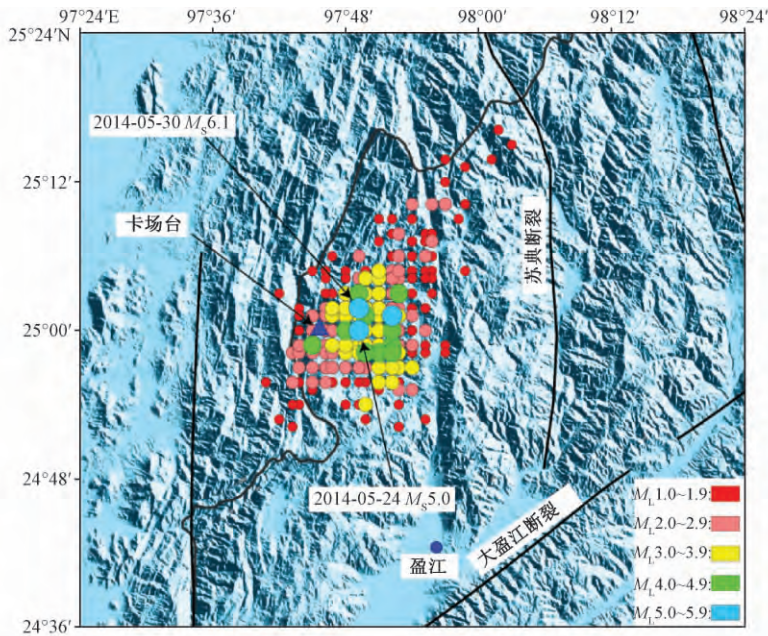 97°24′E 97°36′ 97°48′ 98°00′ 98°12′ 98°24′
25°24′N
2014-05-30 MS6.1
25°12′
卡场台
苏典断裂
25°00′
24°48′
2014-05-24 MS5.0
大盈江断裂
盈江
24°36′
ML1.0~1.9:
ML2.0~2.9:
ML3.0~3.9:
ML4.0~4.9:
ML5.0~5.9: